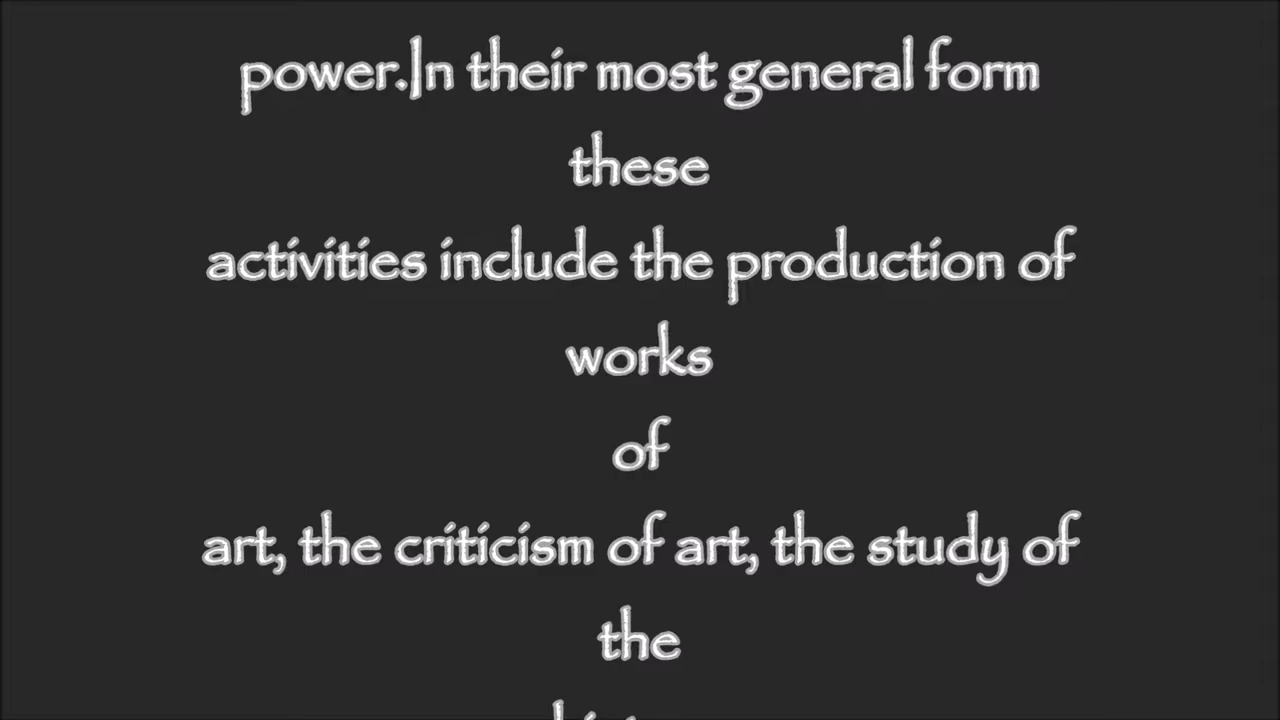 power.In their most general form
these
activities include the production of
works
of
art, the criticism of art, the study of
the